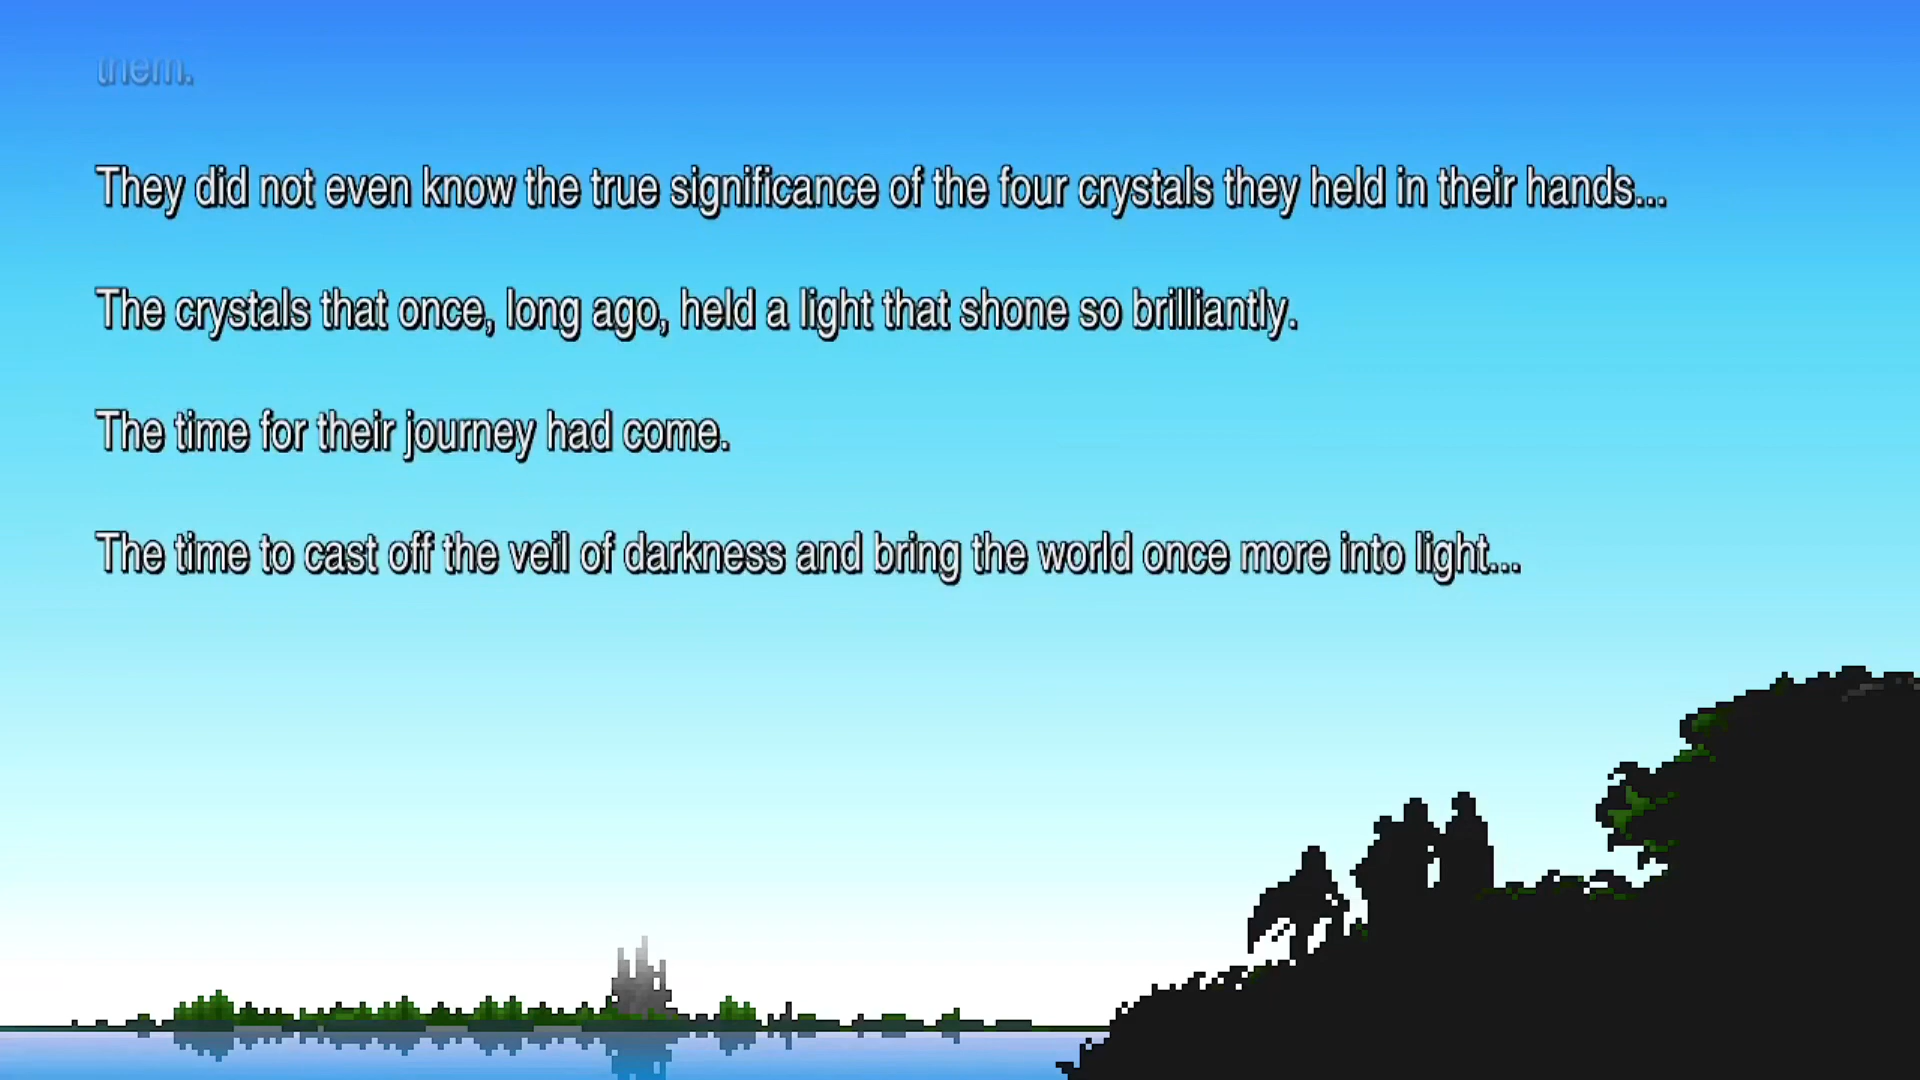 them.
They did not even know the true significance of the four crystals they held in their hands...
The crystals that once, long ago, held a light that shone so brilliantly.
The time for their journey had come.
The time to cast off the veil of darkness and bring the world once more into light...